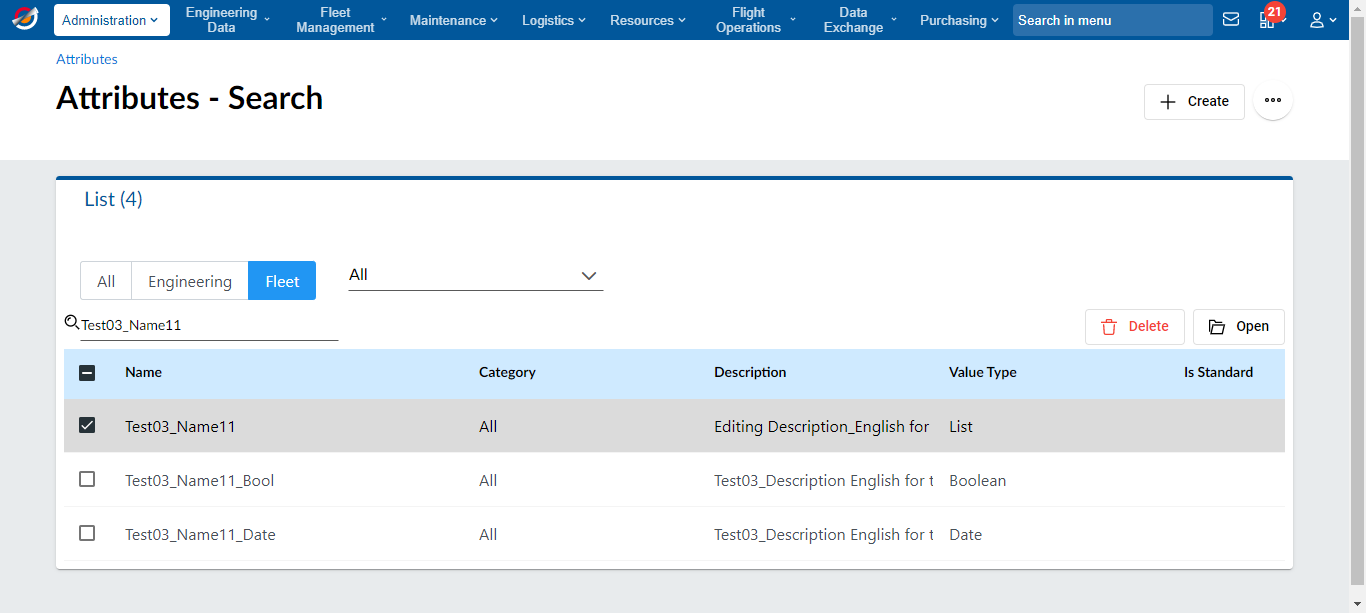 Administration
Engineering
Data
Fleet
Management
Maintenance
Logistics
Resources
Flight
Operations
Data
Exchange
Purchasing
Search in menu
21
Attributes
Attributes - Search
Create
List (4)
All
Engineering
Fleet
All
Test03_Name11
Delete
Open
Name Category Description Value Type Is Standard
Test03_Name11 All Editing Description_English for List
Test03_Name11_Bool All Test03_Description English for t Boolean
Test03_Name11_Date All Test03_Description English for t Date